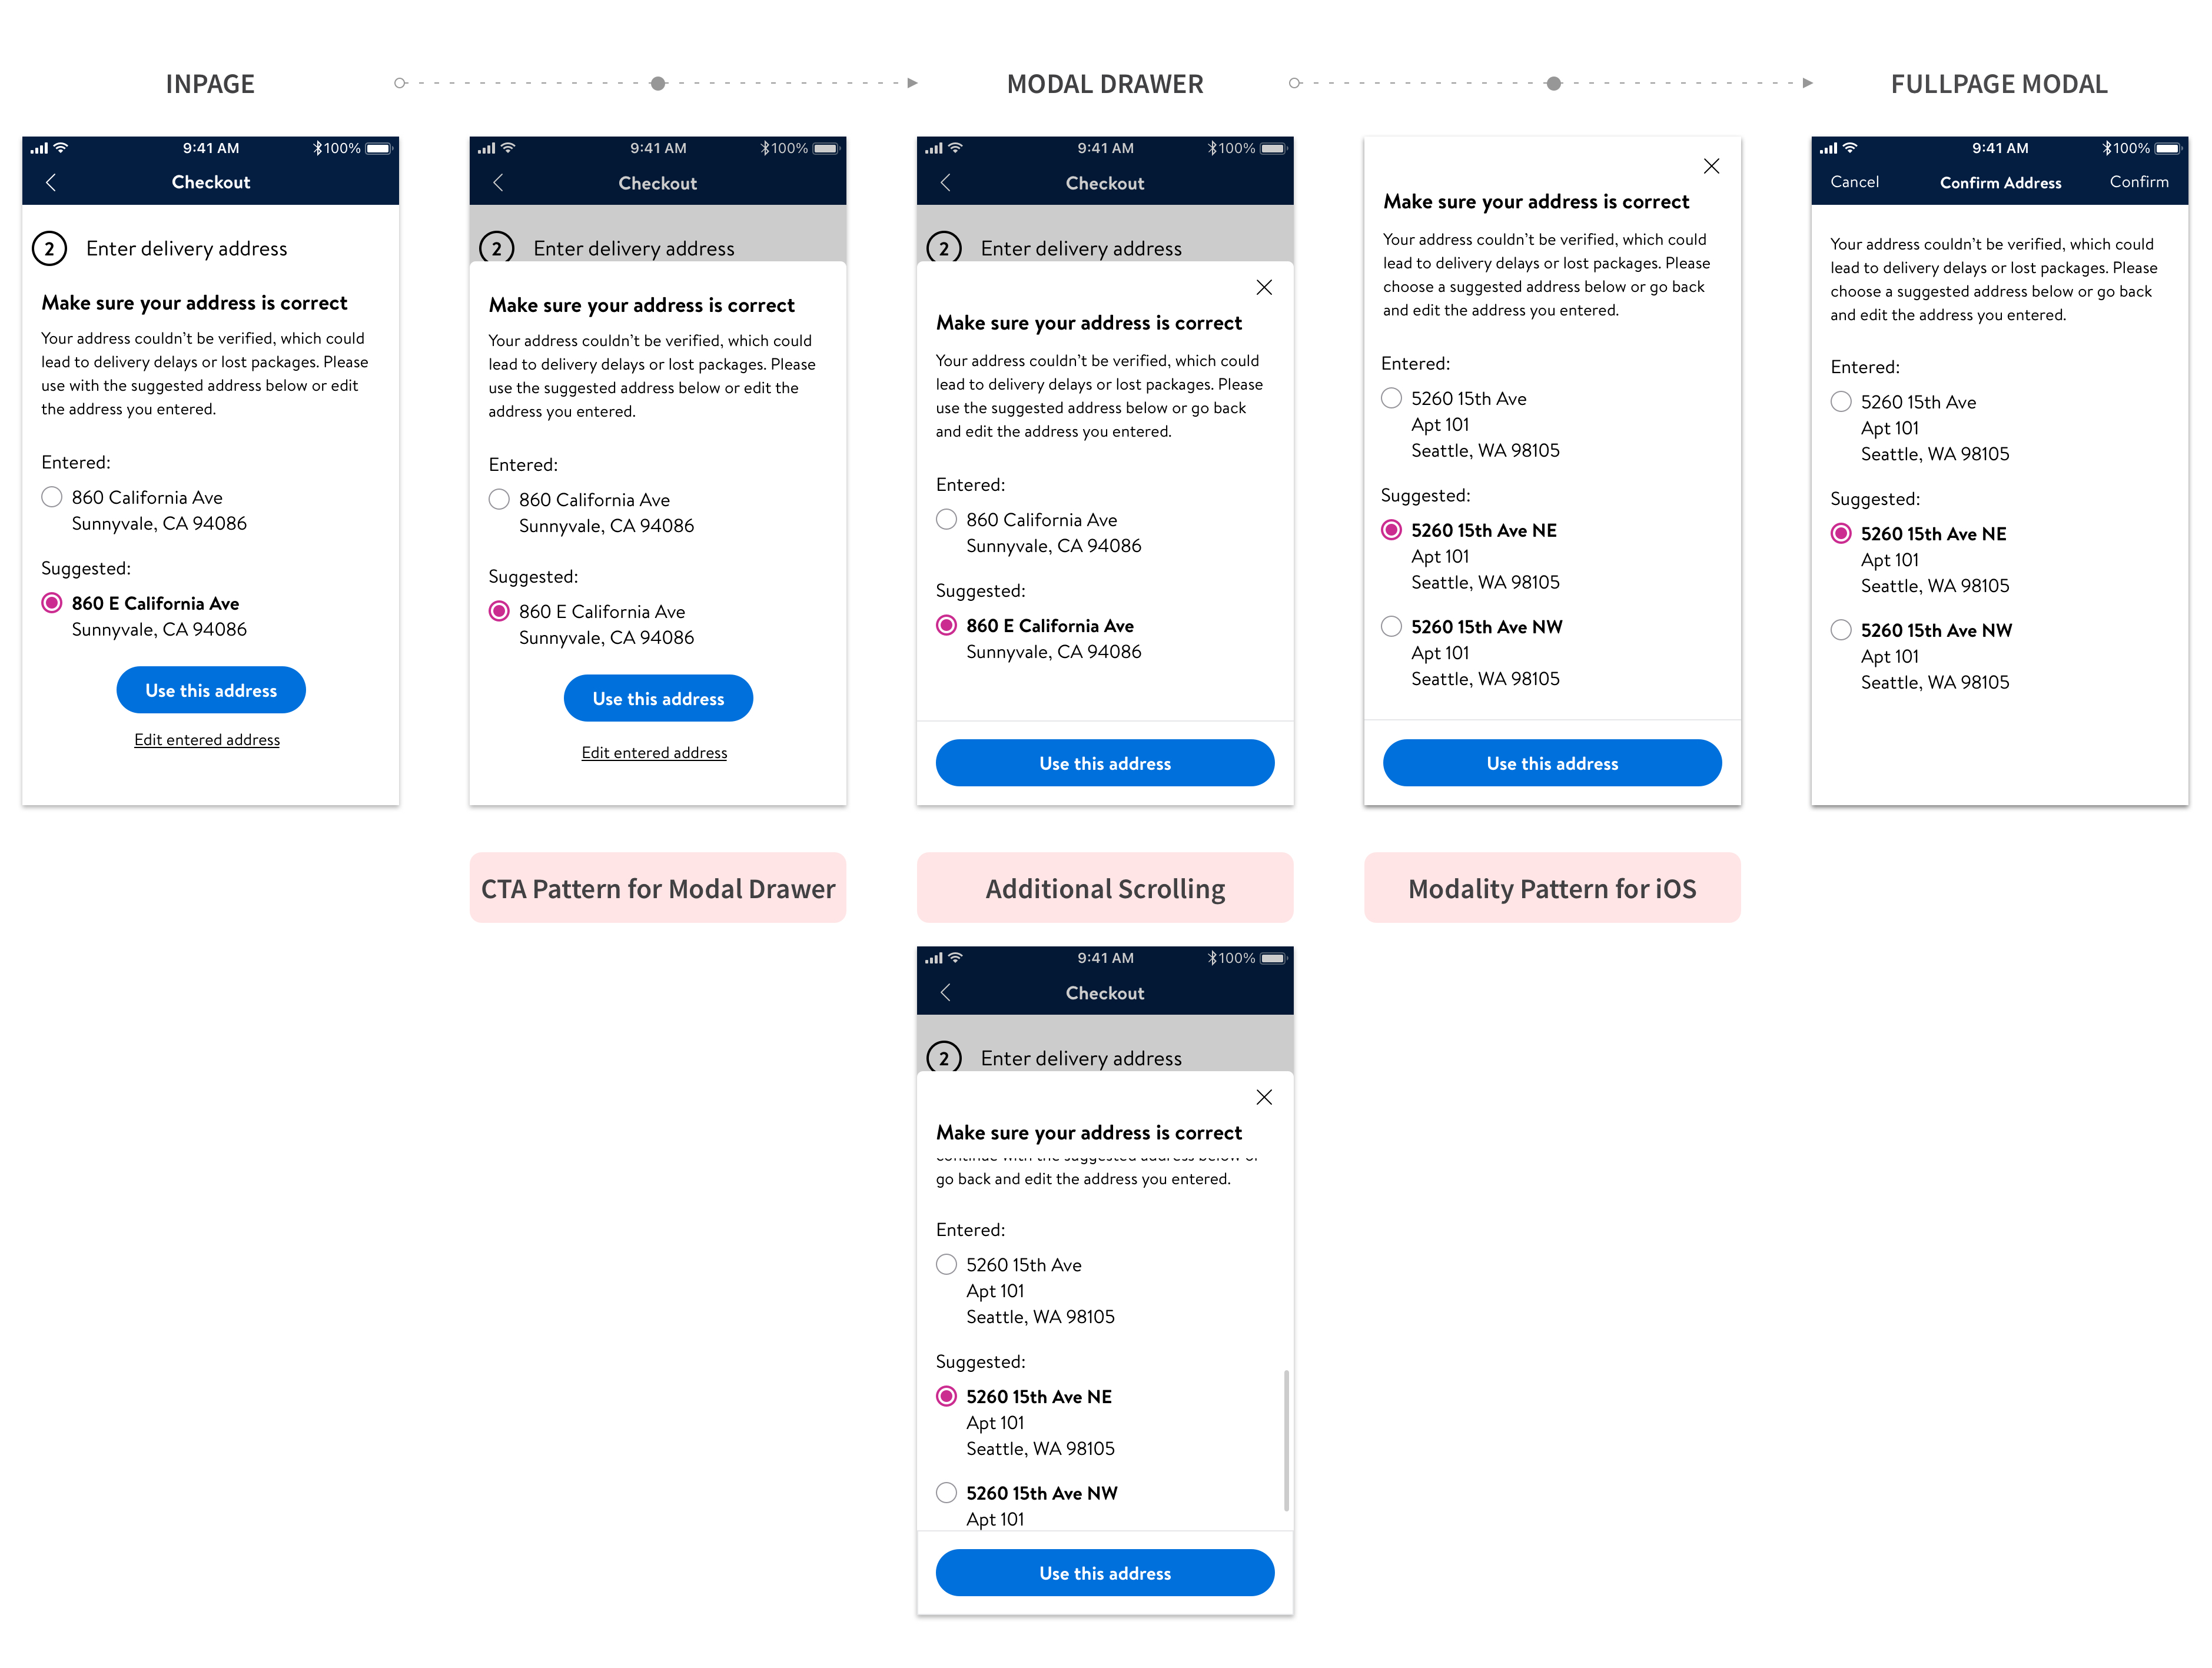 INPAGE
MODAL DRAWER
FULLPAGE MODAL
9:41 AM
100%
Checkout
2 Enter delivery address
Make sure your address is correct
Your address couldn't be verified, which could
lead to delivery delays or lost packages. Please
use with the suggested address below or edit
the address you entered.
Entered:
860 California Ave
Sunnyvale, CA 94086
Suggested:
860 E California Ave
Sunnyvale, CA 94086
Use this address
Edit entered address
9:41 AM
100%
Checkout
2 Enter delivery address
Make sure your address is correct
Your address couldn't be verified, which could
lead to delivery delays or lost packages. Please
use the suggested address below or edit the
address you entered.
Entered:
860 California Ave
Sunnyvale, CA 94086
Suggested:
860 E California Ave
Sunnyvale, CA 94086
Use this address
Edit entered address
9:41 AM
100%
Checkout
2 Enter delivery address
Make sure your address is correct
Your address couldn't be verified, which could
lead to delivery delays or lost packages. Please
use the suggested address below or go back
and edit the address you entered.
Entered:
860 California Ave
Sunnyvale, CA 94086
Suggested:
860 E California Ave
Sunnyvale, CA 94086
Use this address
Make sure your address is correct
Your address couldn't be verified, which could
lead to delivery delays or lost packages. Please
choose a suggested address below or go back
and edit the address you entered.
Entered:
5260 15th Ave
Apt 101
Seattle, WA 98105
Suggested:
5260 15th Ave NE
Apt 101
Seattle, WA 98105
5260 15th Ave NW
Apt 101
Seattle, WA 98105
Use this address
9:41 AM
100%
Cancel
Confirm Address
Confirm
Your address couldn't be verified, which could
lead to delivery delays or lost packages. Please
choose a suggested address below or go back
and edit the address you entered.
Entered:
5260 15th Ave
Apt 101
Seattle, WA 98105
Suggested:
5260 15th Ave NE
Apt 101
Seattle, WA 98105
5260 15th Ave NW
Apt 101
Seattle, WA 98105
CTA Pattern for Modal Drawer
Additional Scrolling
Modality Pattern for iOS
9:41 AM
100%
Checkout
2 Enter delivery address
Make sure your address is correct
continue with the suggested address below or
go back and edit the address you entered.
Entered:
5260 15th Ave
Apt 101
Seattle, WA 98105
Suggested:
5260 15th Ave NE
Apt 101
Seattle, WA 98105
5260 15th Ave NW
Apt 101
Use this address